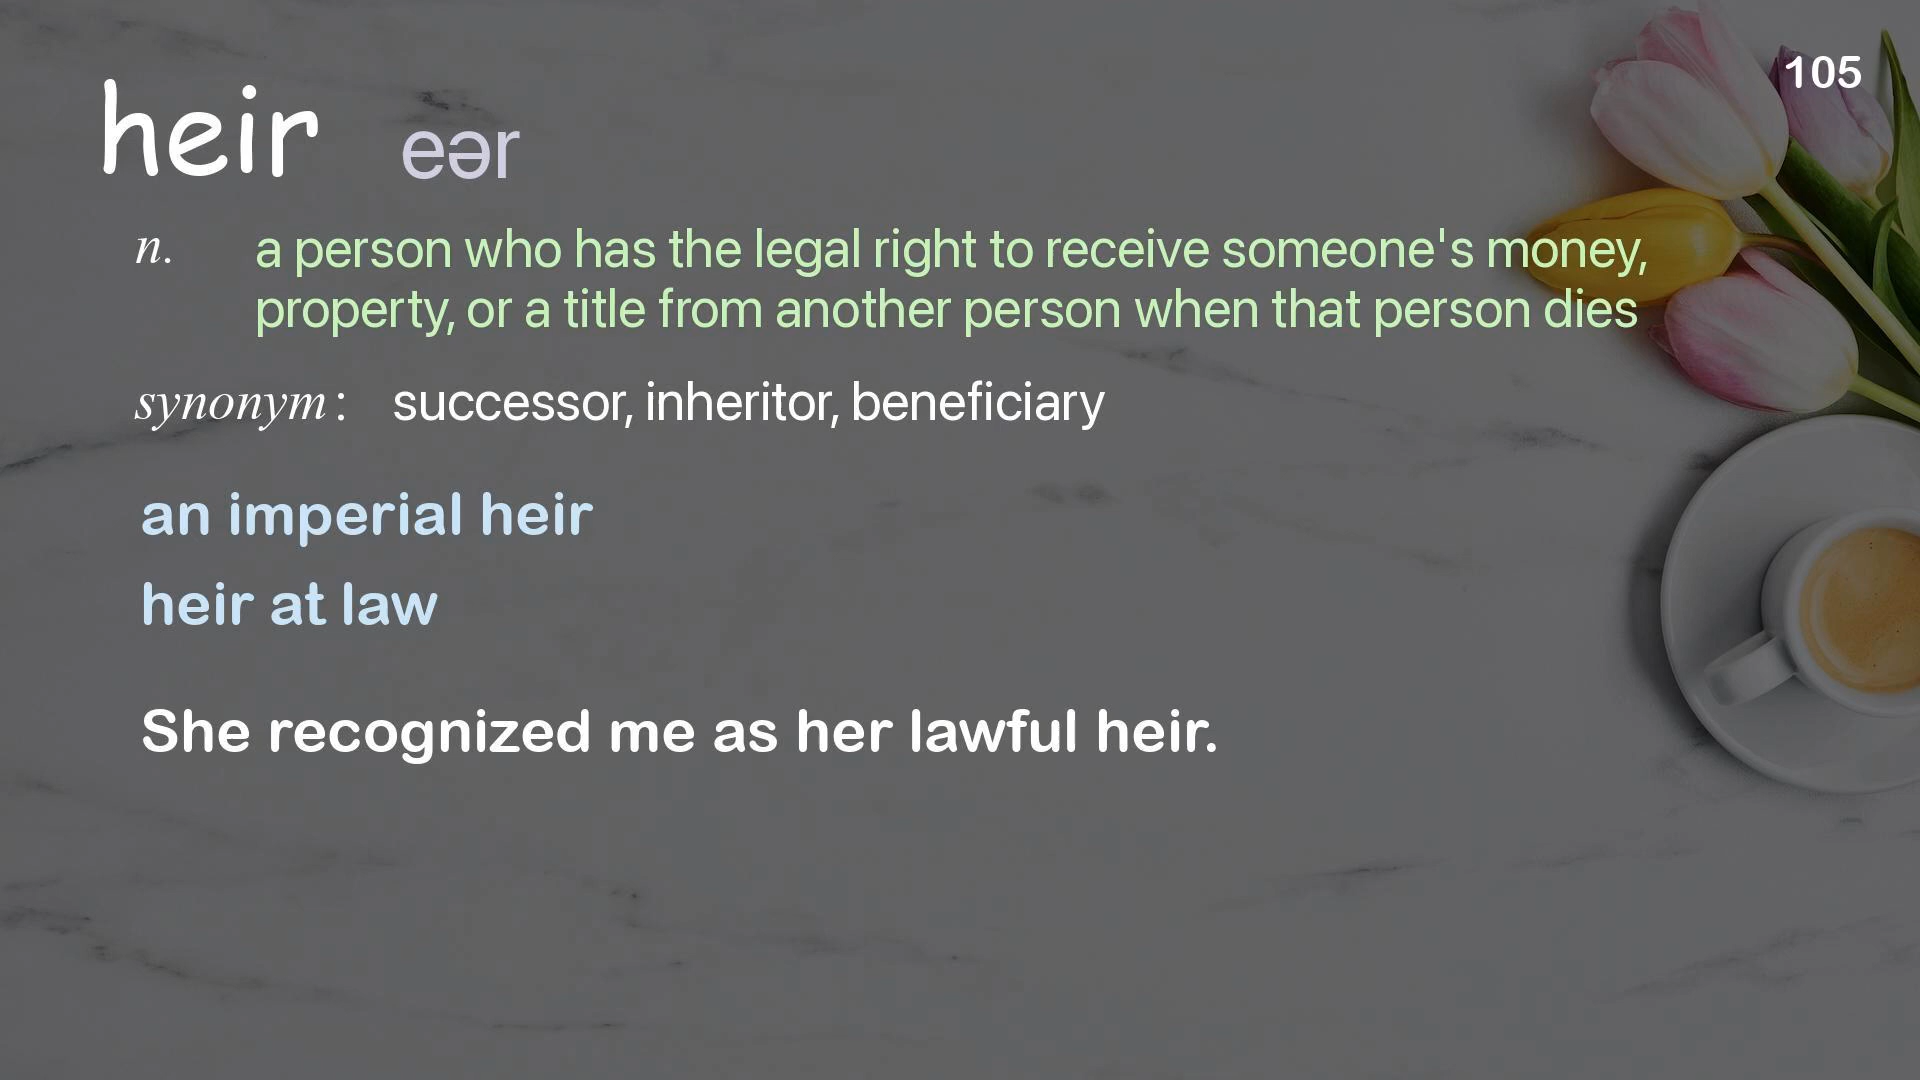 105
heir eər
n. a person who has the legal right to receive someone's money,
property, or a title from another person when that person dies
synonym : successor, inheritor, beneficiary
an imperial heir
heir at law
She recognized me as her lawful heir.